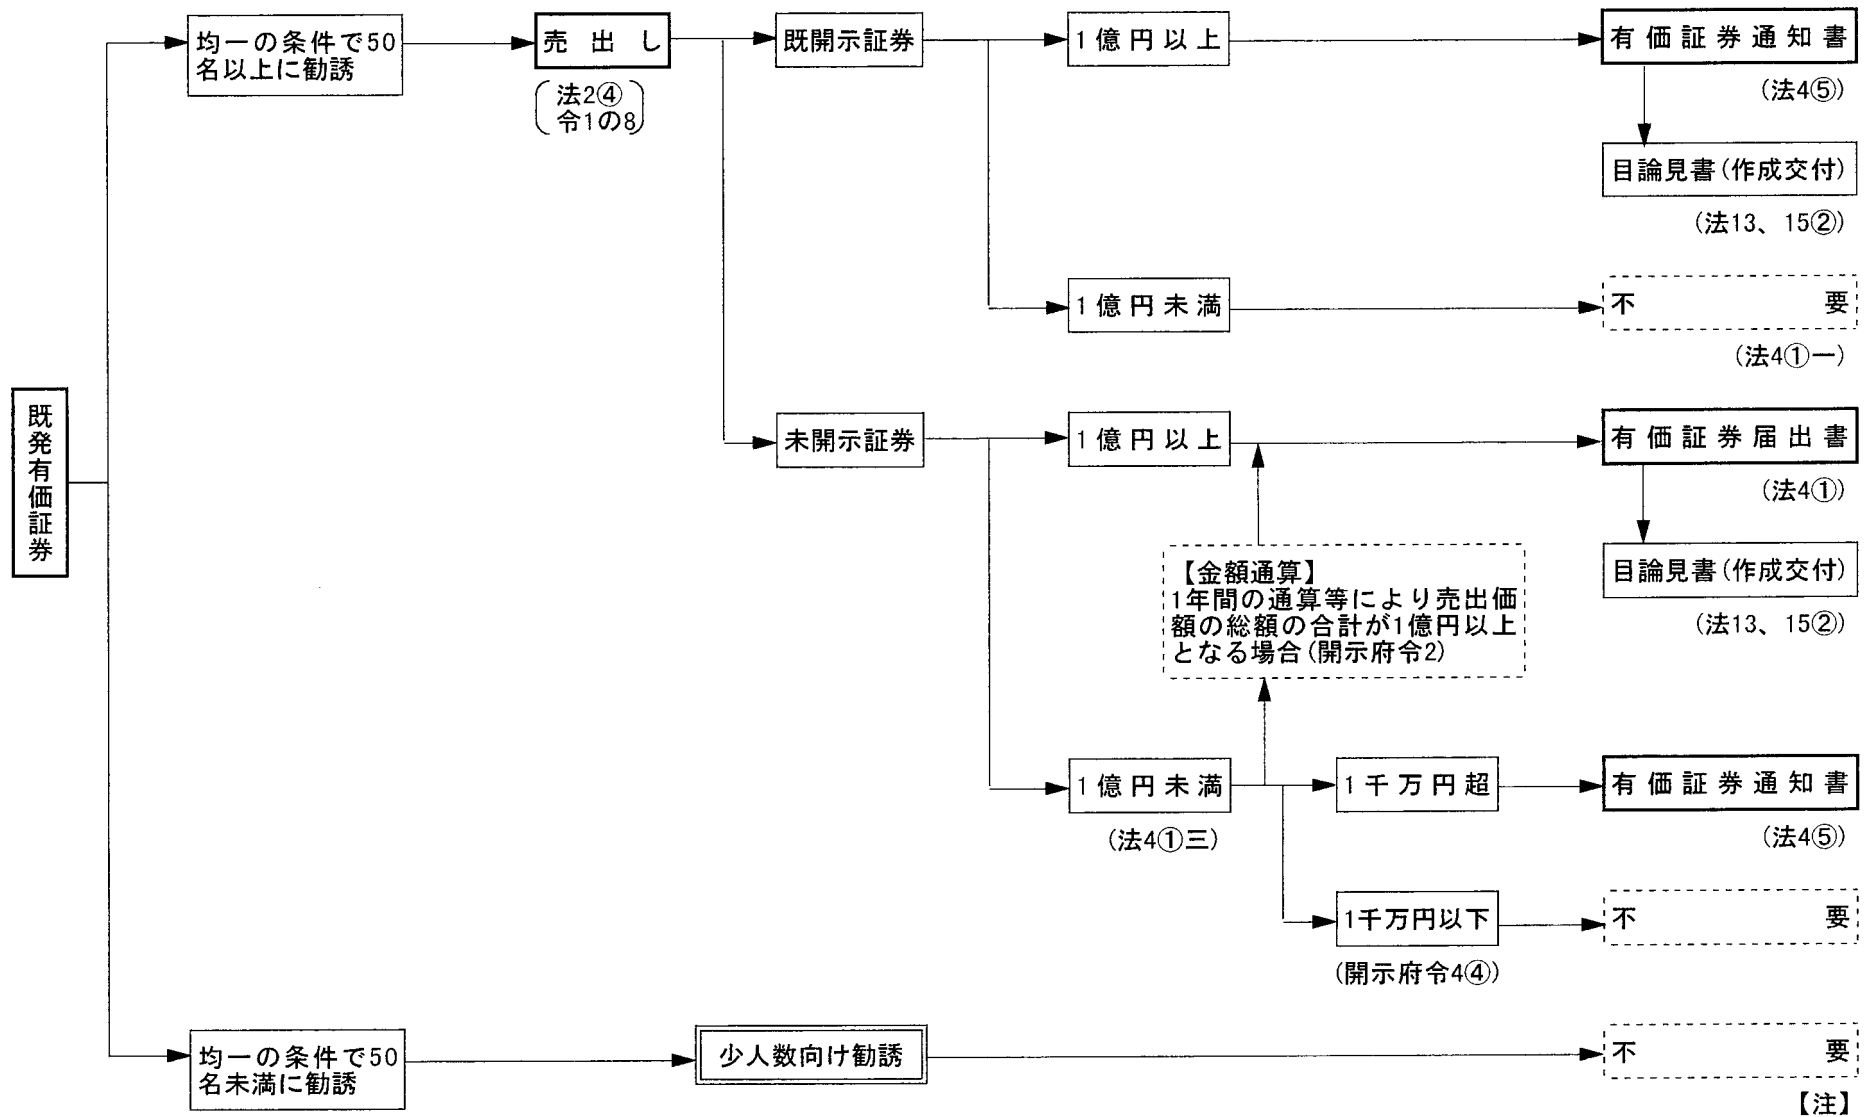 既発有価証券
均一の条件で50
名以上に勧誘
売出し
法2④
令1の8
既開示証券
1億円以上
有価証券通知書
(法4⑤)
目論見書(作成交付)
(法13、15②)
1億円未満
不要
(法4①一)
未開示証券
1億円以上
有価証券届出書
(法4①)
目論見書(作成交付)
(法13、15②)
【金額通算】
1年間の通算等により売出価
額の総額の合計が1億円以上
となる場合(開示府令2)
1億円未満
(法4①三)
1千万円超
有価証券通知書
(法4⑤)
1千万円以下
(開示府令4④)
不要
均一の条件で50
名未満に勧誘
少人数向け勧誘
不要
【注】